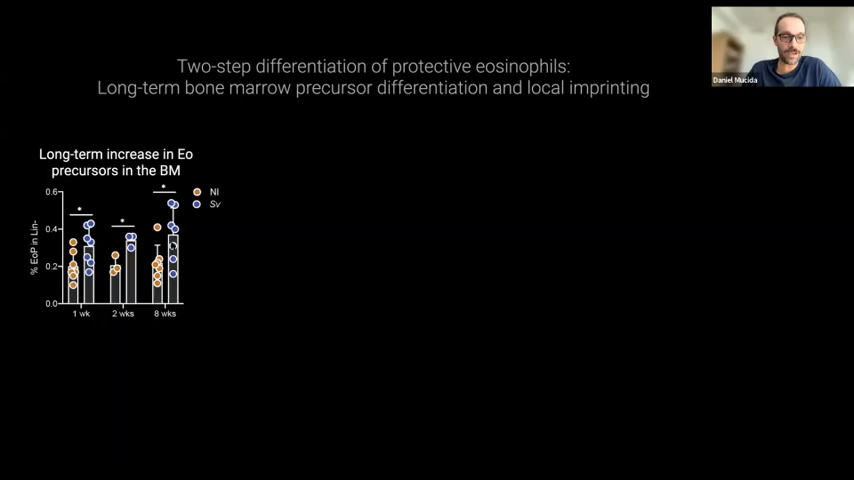 Two-step differentiation of protective eosinophils:
Long-term bone marrow precursor differentiation and local imprinting
Daniel Mucida
Long-term increase in Eo
precursors in the BM
NI
Sv
% EoP in Lin-
0.6
0.4
0.2
0.0
*
*
*
1 wk
2 wks
8 wks